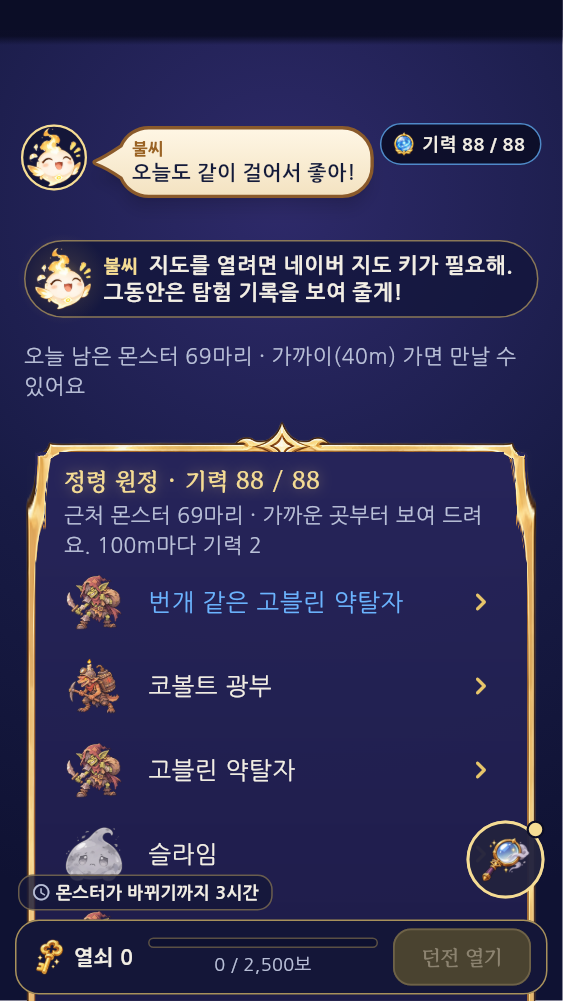 불씨
오늘도 같이 걸어서 좋아!
기력 88 / 88
불씨 지도를 열려면 네이버 지도 키가 필요해.
그동안은 탐험 기록을 보여 줄게!
오늘 남은 몬스터 69마리 · 가까이(40m) 가면 만날 수
있어요
정령 원정 · 기력 88 / 88
근처 몬스터 69마리 · 가까운 곳부터 보여 드려
요. 100m마다 기력 2
번개 같은 고블린 약탈자
코볼트 광부
고블린 약탈자
슬라임
몬스터가 바뀌기까지 3시간
열쇠 0
0 / 2,500보
던전 열기